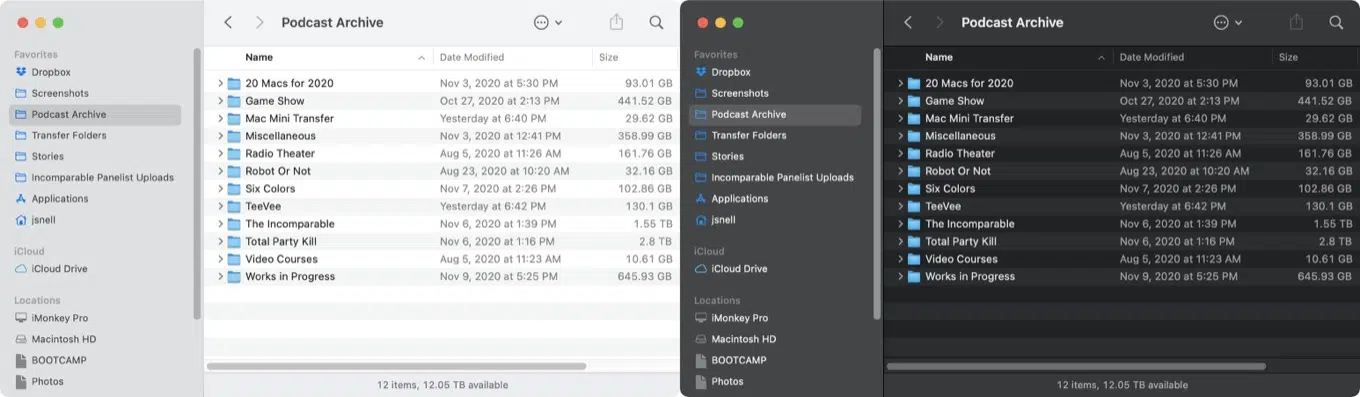 Podcast Archive
Favorites
Dropbox
Screenshots
Podcast Archive
Transfer Folders
Stories
Incomparable Panelist Uploads
Applications
jsnell
iCloud
iCloud Drive
Locations
iMonkey Pro
Macintosh HD
BOOTCAMP
Photos
Name Date Modified Size
20 Macs for 2020 Nov 3, 2020 at 5:30 PM 93.01 GB
Game Show Oct 27, 2020 at 2:13 PM 441.52 GB
Mac Mini Transfer Yesterday at 6:40 PM 29.62 GB
Miscellaneous Nov 3, 2020 at 12:41 PM 358.99 GB
Radio Theater Aug 5, 2020 at 11:26 AM 161.76 GB
Robot Or Not Aug 23, 2020 at 10:20 AM 32.16 GB
Six Colors Nov 7, 2020 at 2:26 PM 102.86 GB
TeeVee Yesterday at 6:42 PM 130.1 GB
The Incomparable Nov 6, 2020 at 1:39 PM 1.55 TB
Total Party Kill Nov 6, 2020 at 1:16 PM 2.8 TB
Video Courses Aug 5, 2020 at 11:23 AM 10.61 GB
Works in Progress Nov 9, 2020 at 5:25 PM 645.93 GB
12 items, 12.05 TB available
Podcast Archive
Favorites
Dropbox
Screenshots
Podcast Archive
Transfer Folders
Stories
Incomparable Panelist Uploads
Applications
jsnell
iCloud
iCloud Drive
Locations
iMonkey Pro
Macintosh HD
BOOTCAMP
Photos
Name Date Modified Size
20 Macs for 2020 Nov 3, 2020 at 5:30 PM 93.01 GB
Game Show Oct 27, 2020 at 2:13 PM 441.52 GB
Mac Mini Transfer Yesterday at 6:40 PM 29.62 GB
Miscellaneous Nov 3, 2020 at 12:41 PM 358.99 GB
Radio Theater Aug 5, 2020 at 11:26 AM 161.76 GB
Robot Or Not Aug 23, 2020 at 10:20 AM 32.16 GB
Six Colors Nov 7, 2020 at 2:26 PM 102.86 GB
TeeVee Yesterday at 6:42 PM 130.1 GB
The Incomparable Nov 6, 2020 at 1:39 PM 1.55 TB
Total Party Kill Nov 6, 2020 at 1:16 PM 2.8 TB
Video Courses Aug 5, 2020 at 11:23 AM 10.61 GB
Works in Progress Nov 9, 2020 at 5:25 PM 645.93 GB
12 items, 12.05 TB available